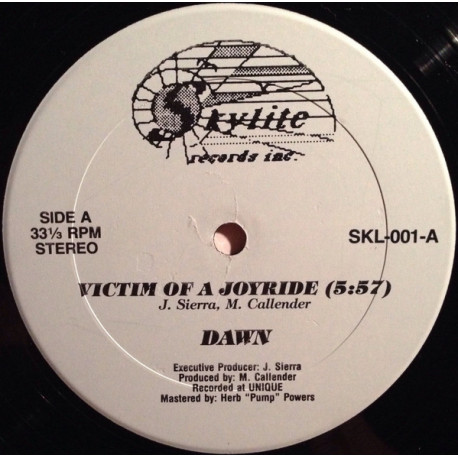 Skylite
records inc.
SIDE A
33⅓ RPM
STEREO
SKL-001-A
VICTIM OF A JOYRIDE (5:57)
J. Sierra, M. Callender
DAWN
Executive Producer: J. Sierra
Produced by: M. Callender
Recorded at UNIQUE
Mastered by: Herb "Pump" Powers